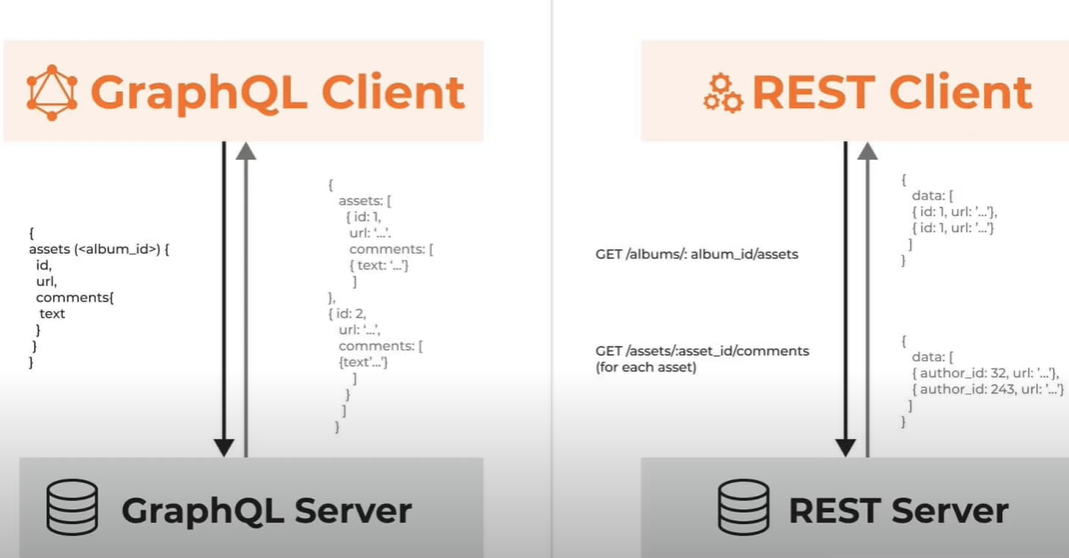 GraphQL Client
{
assets (<album_id>) {
id,
url,
comments{
text
}
}
}
{
assets: [
{ id: 1,
url: '...'.
comments: [
{ text: '...'}
]
},
{ id: 2,
url: '...',
comments: [
{text'...'}
]
}
]
}
GraphQL Server
REST Client
GET /albums/: album_id/assets
{
data: [
{ id: 1, url: '...'},
{ id: 1, url: '...'}
]
}
GET /assets/:asset_id/comments
(for each asset)
{
data: [
{ author_id: 32, url: '...'},
{ author_id: 243, url: '...'}
]
}
REST Server